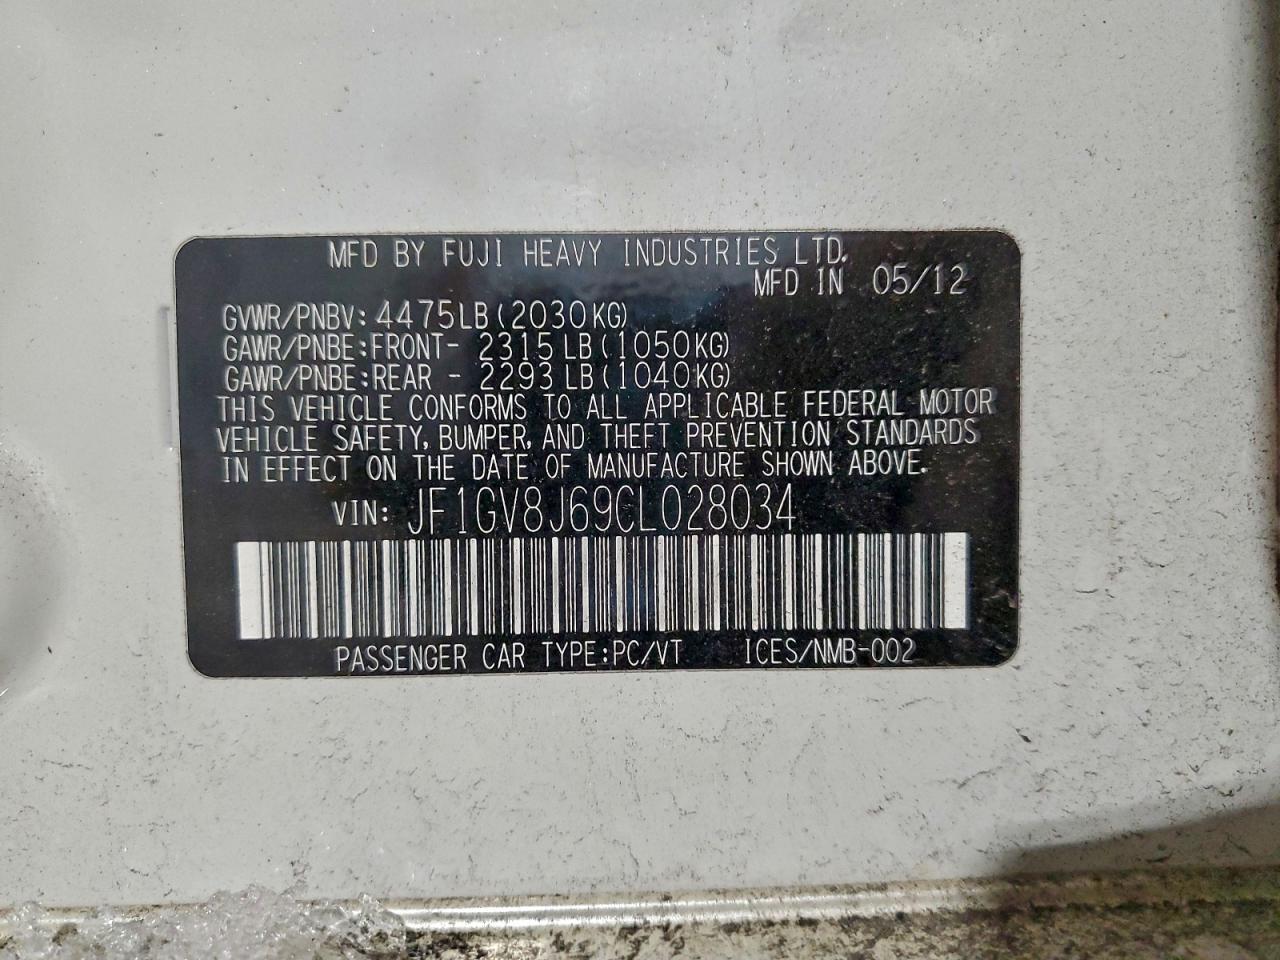 MFD BY FUJI HEAVY INDUSTRIES LTD.
MFD IN 05/12
GVWR/PNBV: 4475LB(2030KG)
GAWR/PNBE:FRONT- 2315LB(1050KG)
GAWR/PNBE:REAR - 2293LB(1040KG)
THIS VEHICLE CONFORMS TO ALL APPLICABLE FEDERAL MOTOR
VEHICLE SAFETY, BUMPER, AND THEFT PREVENTION STANDARDS
IN EFFECT ON THE DATE OF MANUFACTURE SHOWN ABOVE.
VIN: JF1GV8J69CL028034
PASSENGER CAR TYPE:PC/VT ICES/NMB-002